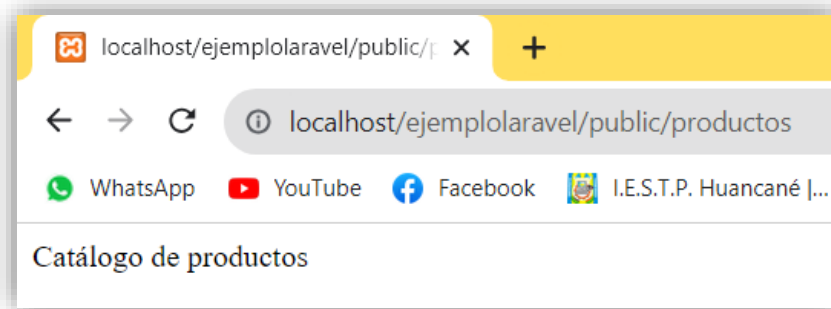 localhost/ejemplolaravel/public/p
localhost/ejemplolaravel/public/productos
WhatsApp YouTube Facebook I.E.S.T.P. Huancané |...
Catálogo de productos